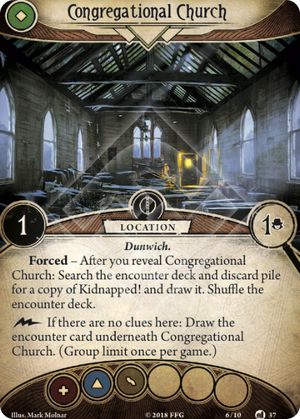 Congregational Church
1
LOCATION
1
Dunwich.
Forced – After you reveal Congregational
Church: Search the encounter deck and discard pile
for a copy of Kidnapped! and draw it. Shuffle the
encounter deck.
If there are no clues here: Draw the
encounter card underneath Congregational
Church. (Group limit once per game.)
Illus. Mark Molnar
© 2018 FFG
6/10
37